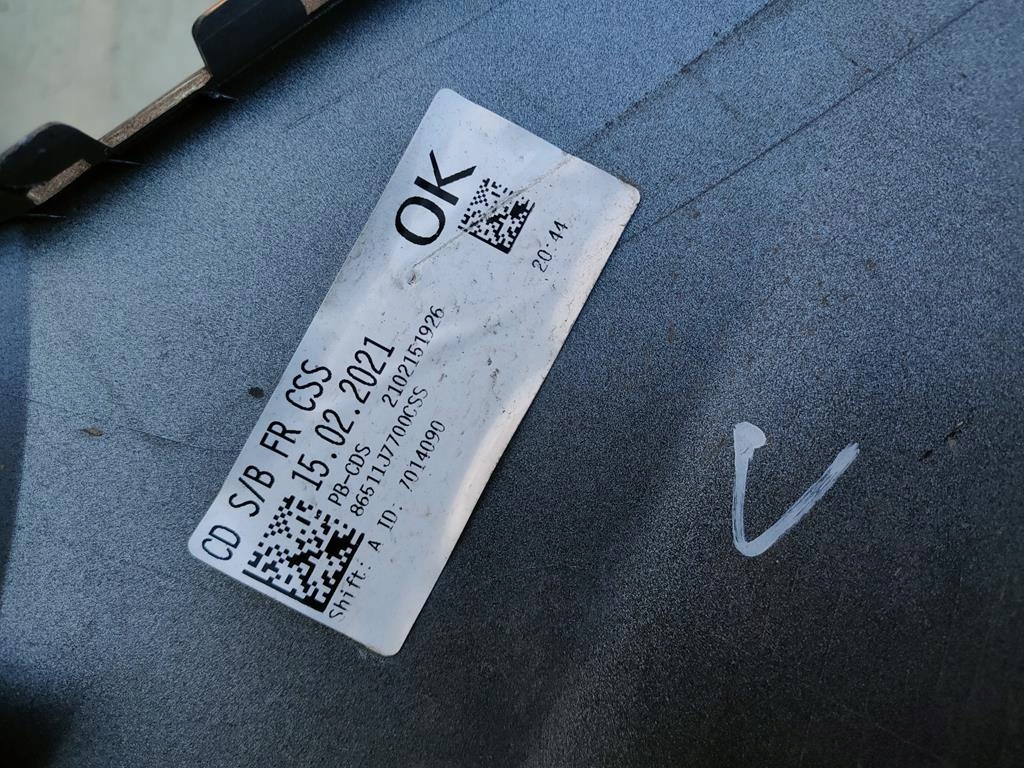 CD S/B FR CSS
15.02.2021
PB-CDS 2102151926
86511J7700CSS
Shift: A ID: 7014090
OK
20:44